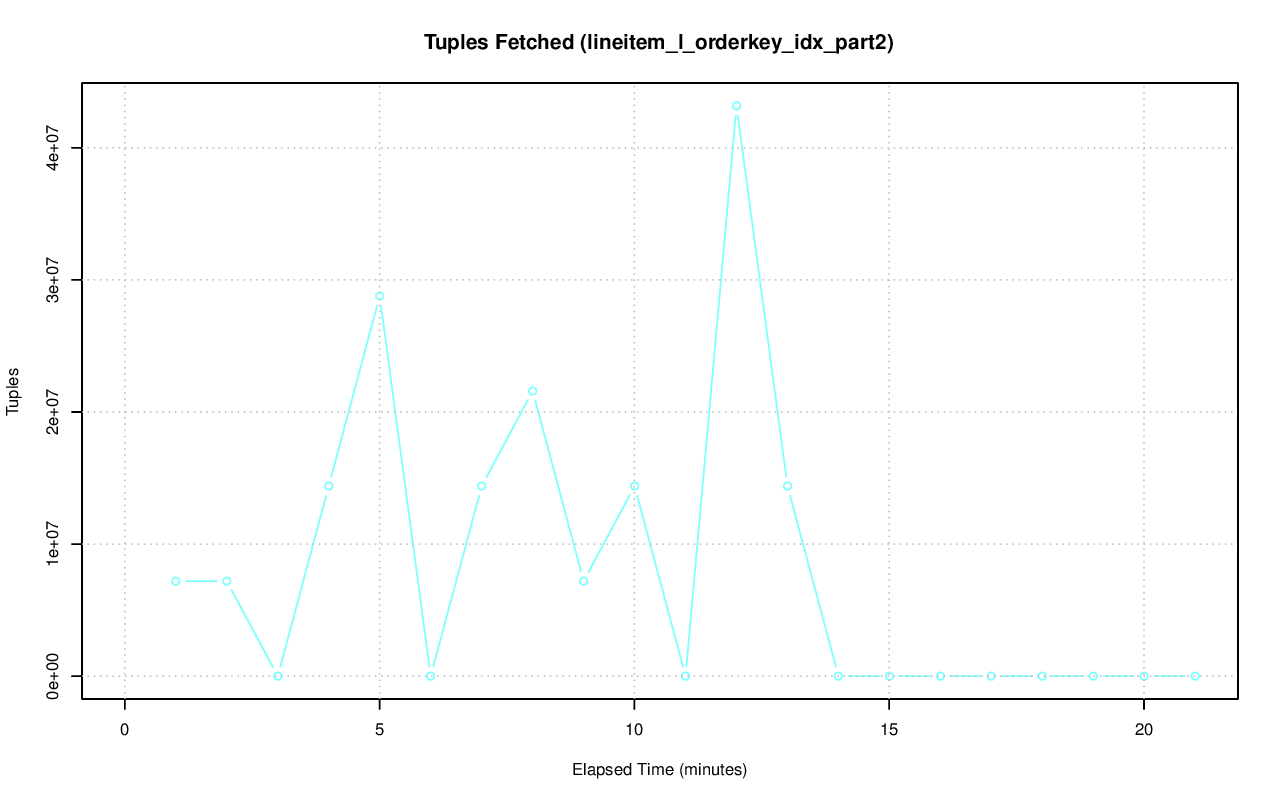 Tuples Fetched (lineitem_l_orderkey_idx_part2)
Tuples
4e+07
3e+07
2e+07
1e+07
0e+00
0 5 10 15 20
Elapsed Time (minutes)